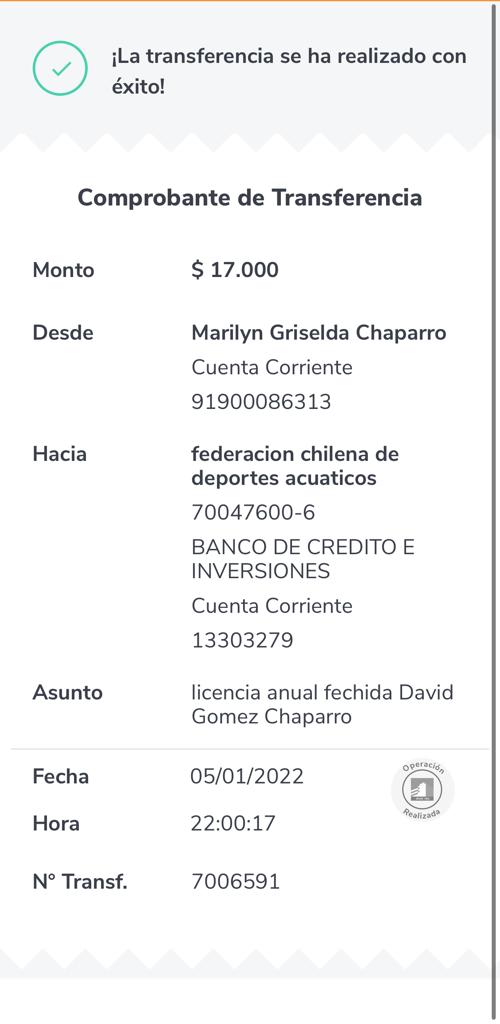 ¡La transferencia se ha realizado con
éxito!
Comprobante de Transferencia
Monto $ 17.000
Desde Marilyn Griselda Chaparro
Cuenta Corriente
91900086313
Hacia federacion chilena de
deportes acuaticos
70047600-6
BANCO DE CREDITO E
INVERSIONES
Cuenta Corriente
13303279
Asunto licencia anual fechida David
Gomez Chaparro
Fecha 05/01/2022
Operación
Realizada
Hora 22:00:17
N° Transf. 7006591